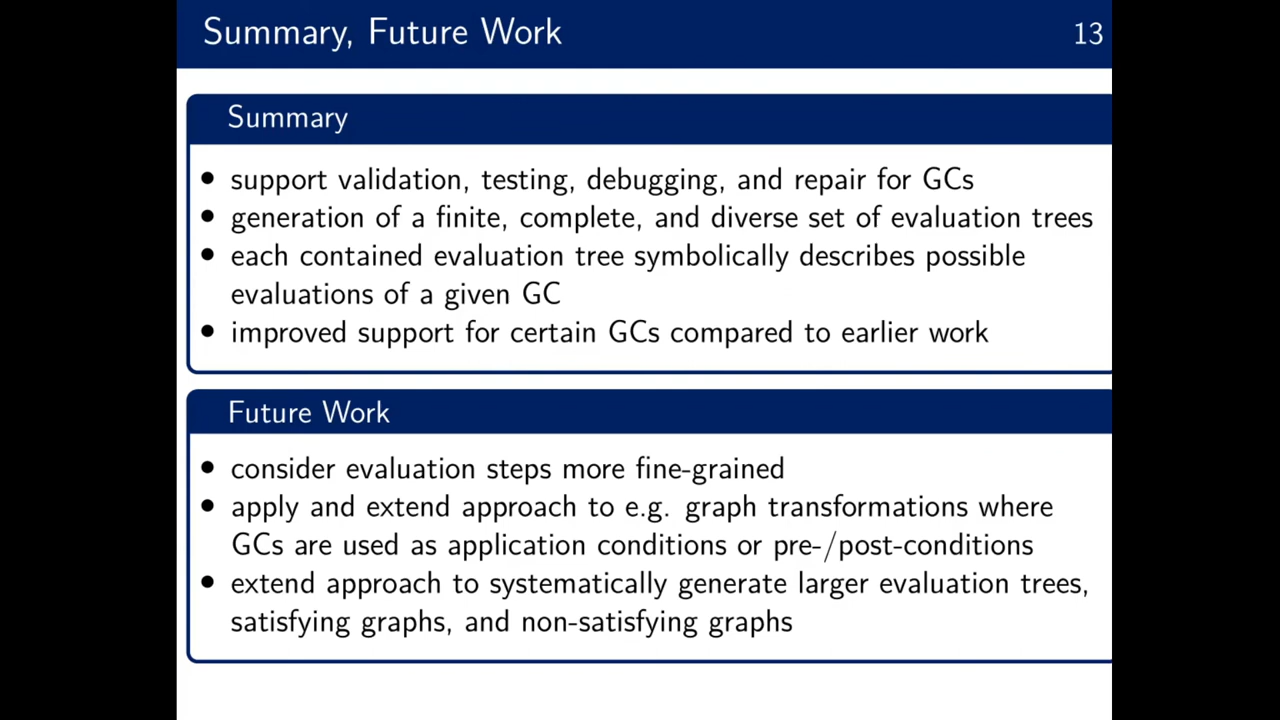 Summary, Future Work 13
Summary
• support validation, testing, debugging, and repair for GCs
• generation of a finite, complete, and diverse set of evaluation trees
• each contained evaluation tree symbolically describes possible
evaluations of a given GC
• improved support for certain GCs compared to earlier work
Future Work
• consider evaluation steps more fine-grained
• apply and extend approach to e.g. graph transformations where
GCs are used as application conditions or pre-/post-conditions
• extend approach to systematically generate larger evaluation trees,
satisfying graphs, and non-satisfying graphs